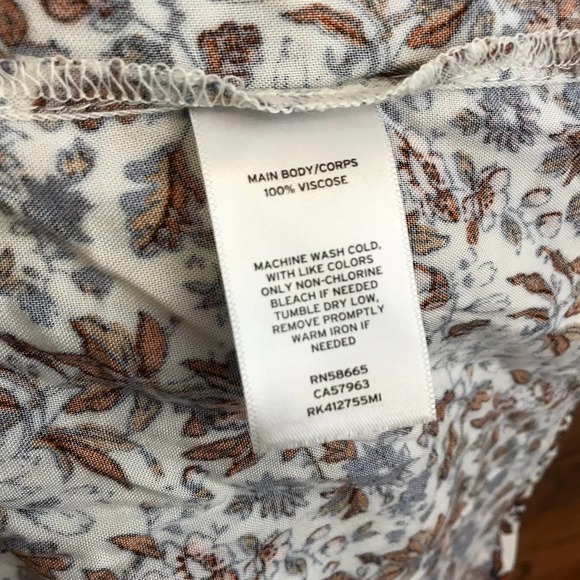 MAIN BODY/CORPS
100% VISCOSE
MACHINE WASH COLD,
WITH LIKE COLORS
ONLY NON-CHLORINE
BLEACH IF NEEDED
TUMBLE DRY LOW,
REMOVE PROMPTLY
WARM IRON IF
NEEDED
RN58665
CA57963
RK412755MI